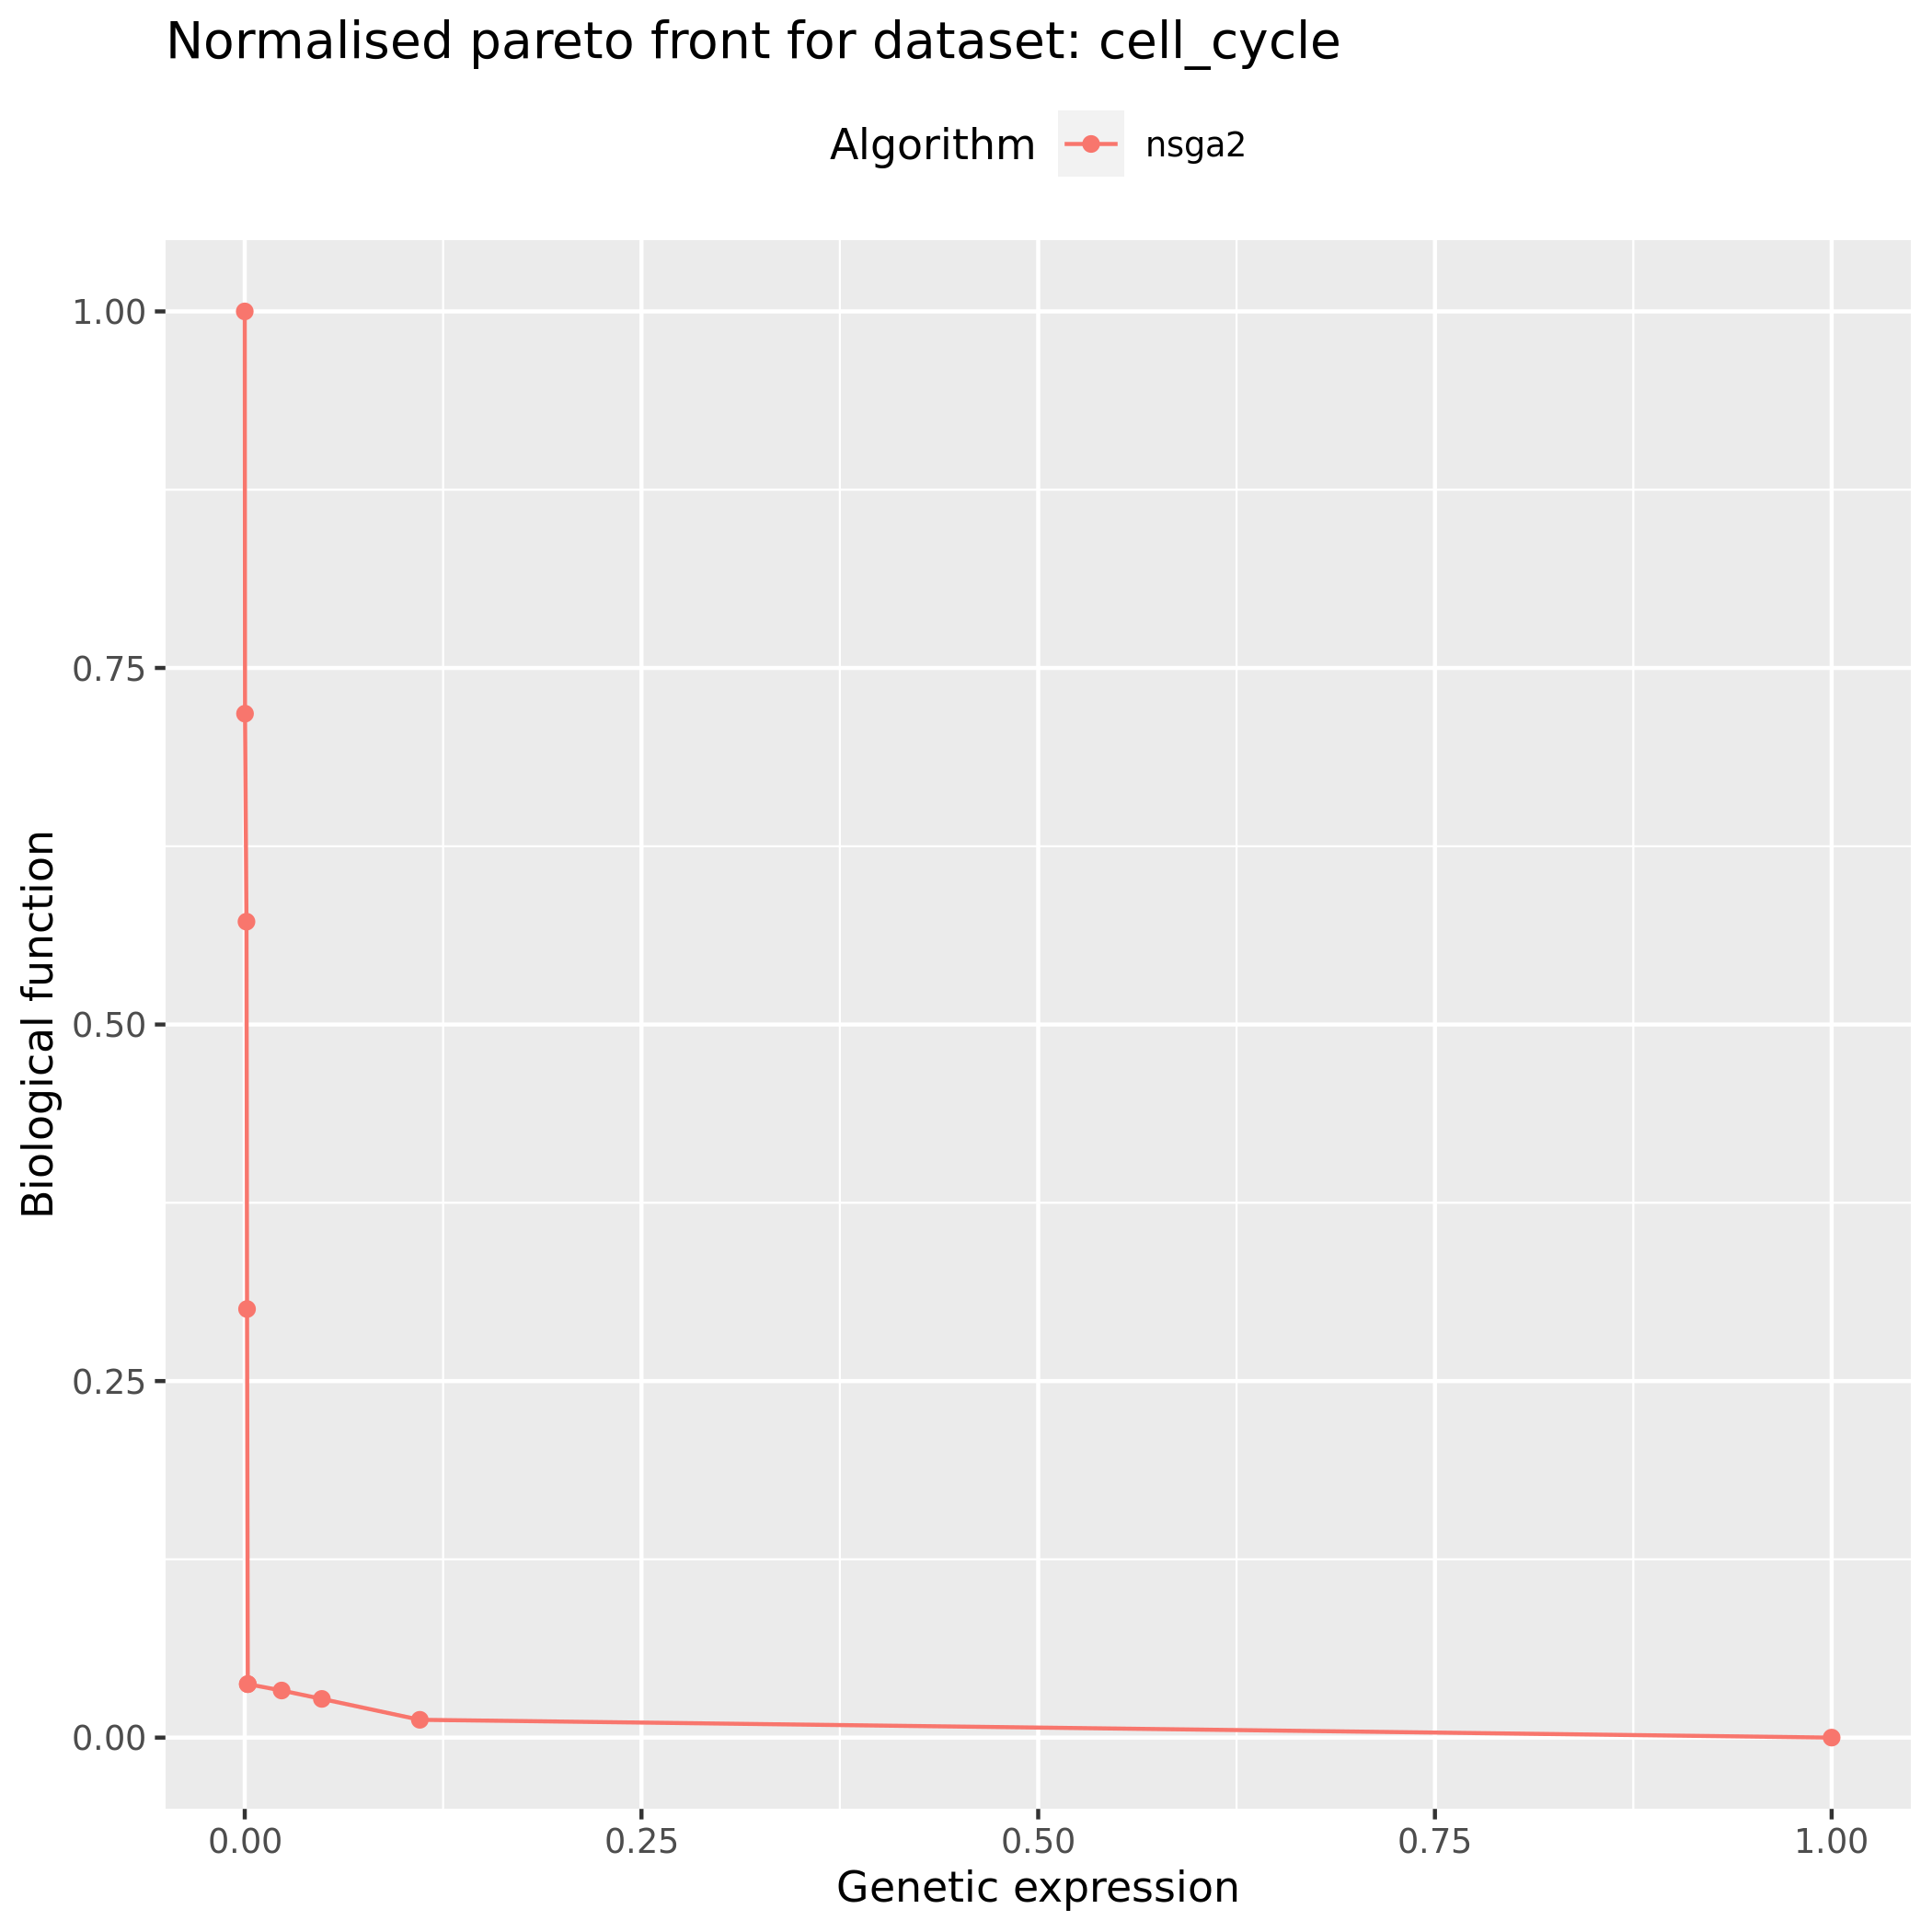 Normalised pareto front for dataset: cell_cycle
Algorithm nsga2
1.00
0.75
0.50
0.25
0.00
Biological function
0.00 0.25 0.50 0.75 1.00
Genetic expression